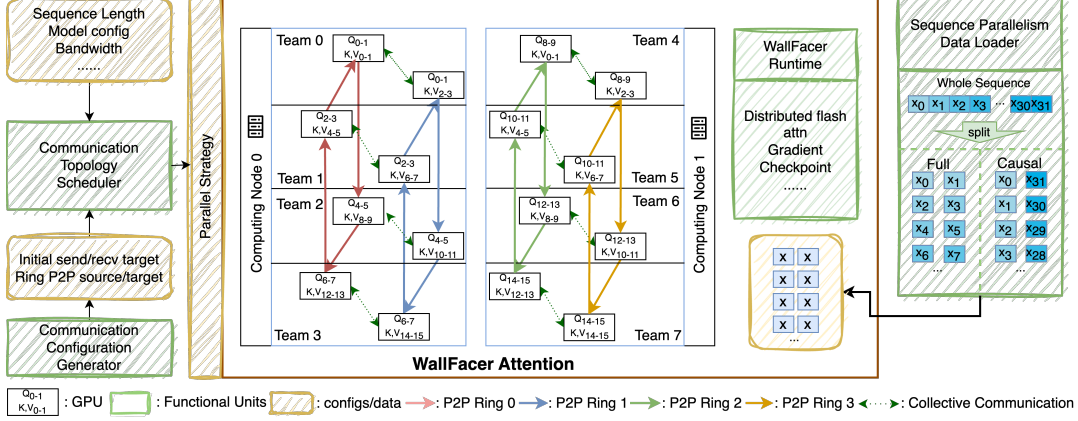 Sequence Length
Model config
Bandwidth
......
Communication
Topology
Scheduler
Initial send/recv target
Ring P2P source/target
Communication
Configuration
Generator
Parallel Strategy
Computing Node 0
Team 0
Q0-1
K,V0-1
Q0-1
K,V2-3
Q2-3
K,V4-5
Q2-3
K,V6-7
Team 1
Team 2
Q4-5
K,V8-9
Q4-5
K,V10-11
Q6-7
K,V12-13
Q6-7
K,V14-15
Team 3
Team 4
Q8-9
K,V0-1
Q8-9
K,V2-3
Q10-11
K,V4-5
Q10-11
K,V6-7
Team 5
Team 6
Q12-13
K,V8-9
Q12-13
K,V10-11
Q14-15
K,V12-13
Q14-15
K,V14-15
Team 7
Computing Node 1
WallFacer
Runtime
Distributed flash
attn
Gradient
Checkpoint
......
x x
x x
x x
x x
...
WallFacer Attention
Sequence Parallelism
Data Loader
Whole Sequence
x0 x1 x2 x3 ... x30x31
split
Full
x0 x1
x2 x3
x4 x5
x6 x7
...
Causal
x0 x31
x1 x30
x2 x29
x3 x28
...
Q0-1
K,V0-1
: GPU
: Functional Units
: configs/data
: P2P Ring 0
: P2P Ring 1
: P2P Ring 2
: P2P Ring 3
: Collective Communication